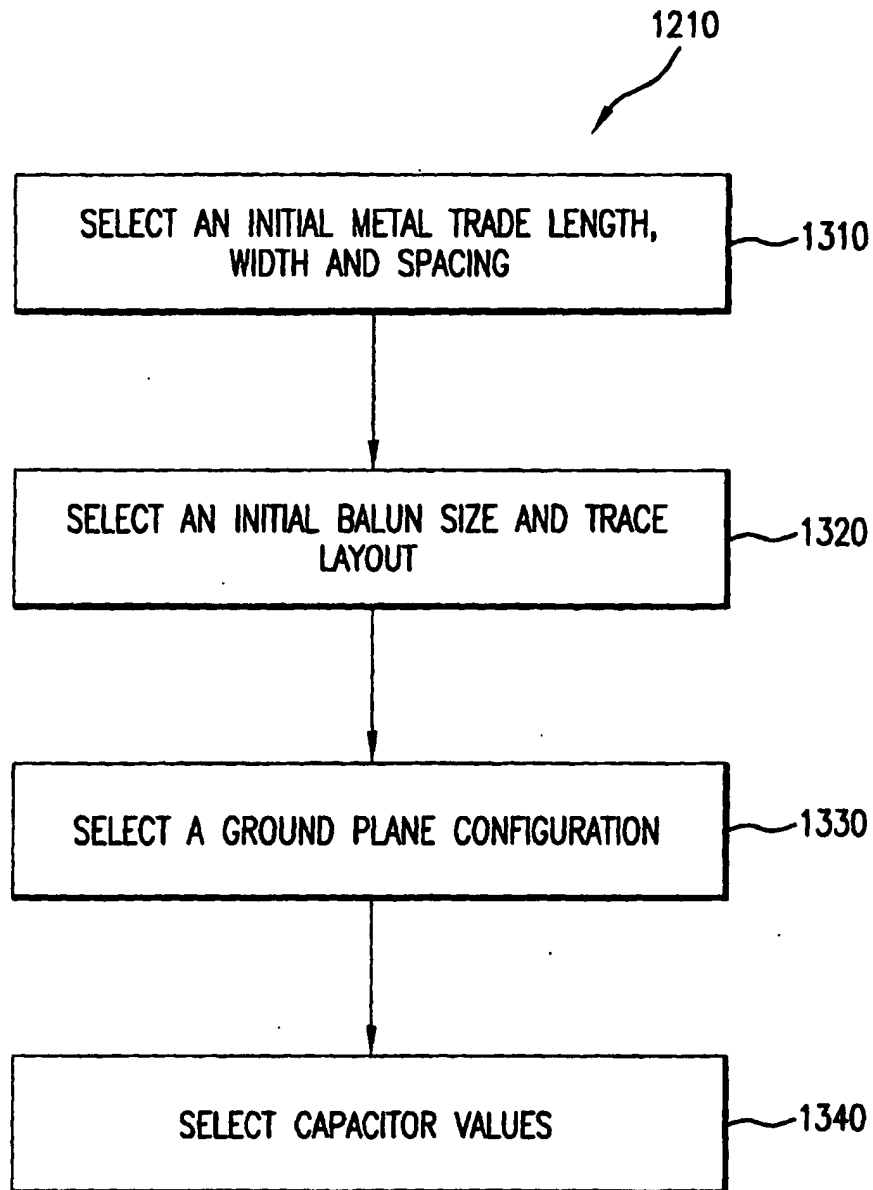 1210
SELECT AN INITIAL METAL TRADE LENGTH,
WIDTH AND SPACING
1310
SELECT AN INITIAL BALUN SIZE AND TRACE
LAYOUT
1320
SELECT A GROUND PLANE CONFIGURATION
1330
SELECT CAPACITOR VALUES
1340